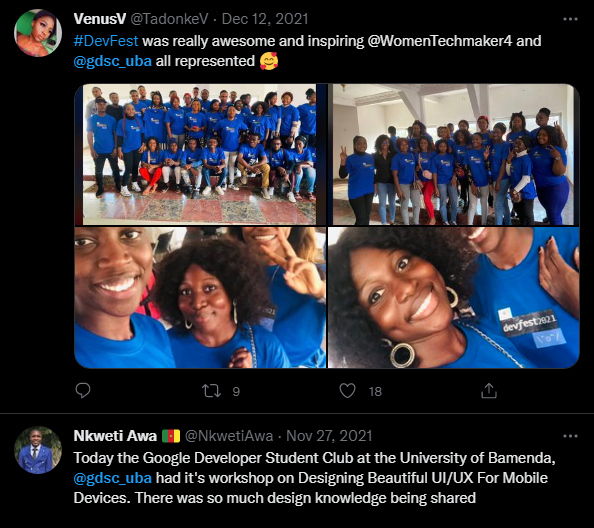 VenusV @TadonkeV · Dec 12, 2021
#DevFest was really awesome and inspiring @WomenTechmaker4 and
@gdsc_uba all represented 🥰
devfest2021
9
18
Nkweti Awa 🇨🇲 @NkwetiAwa · Nov 27, 2021
Today the Google Developer Student Club at the University of Bamenda,
@gdsc_uba had it's workshop on Designing Beautiful UI/UX For Mobile
Devices. There was so much design knowledge being shared